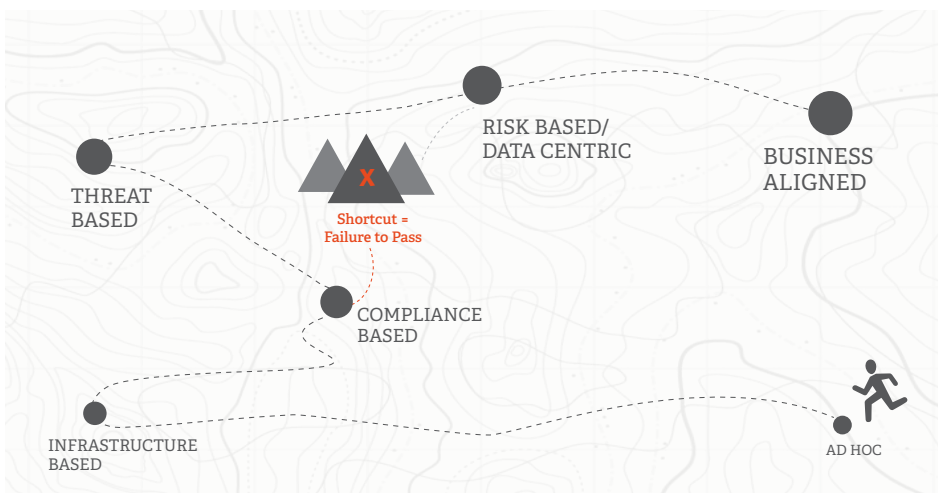 RISK BASED/
DATA CENTRIC
BUSINESS
ALIGNED
THREAT
BASED
X
Shortcut =
Failure to Pass
COMPLIANCE
BASED
INFRASTRUCTURE
BASED
AD HOC